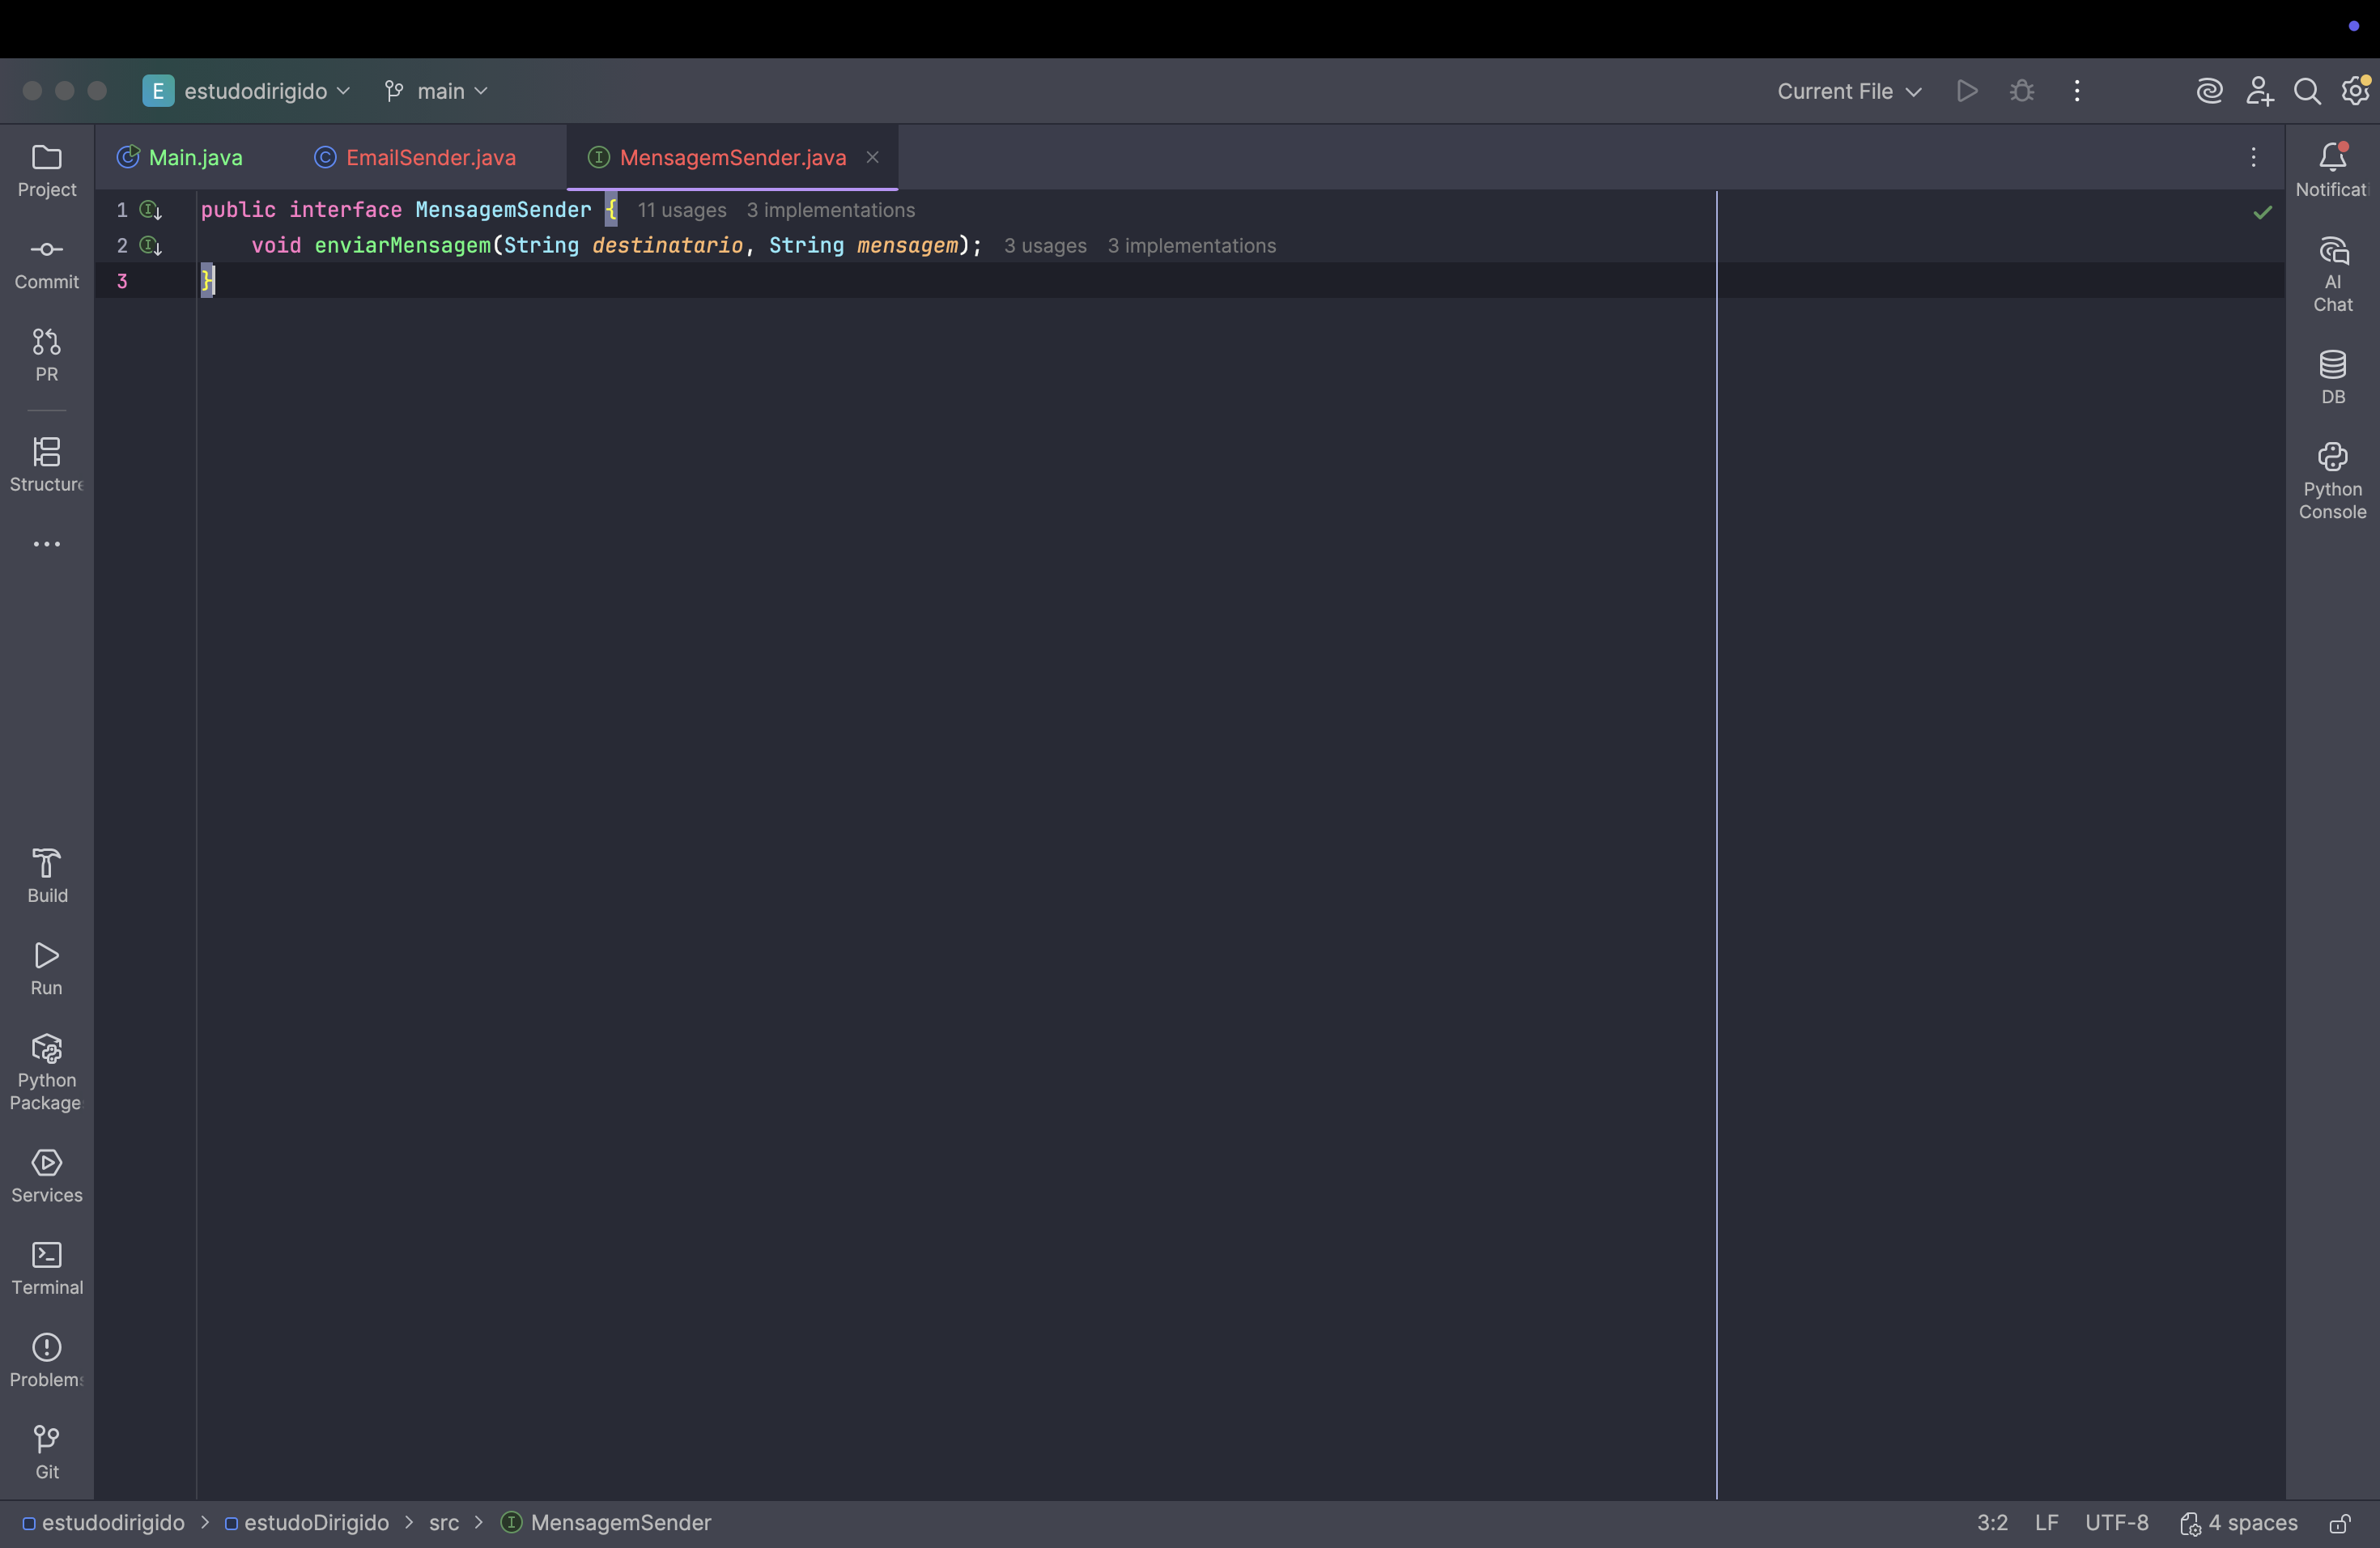 E estudodirigido main Current File
Main.java EmailSender.java MensagemSender.java
Project
Commit
PR
Structure
1 public interface MensagemSender { 11 usages 3 implementations
2 void enviarMensagem(String destinatario, String mensagem); 3 usages 3 implementations
3 }
Notificati
AI
Chat
DB
Python
Console
Build
Run
Python
Package
Services
Terminal
Problems
Git
estudodirigido > estudoDirigido > src > MensagemSender 3:2 LF UTF-8 4 spaces